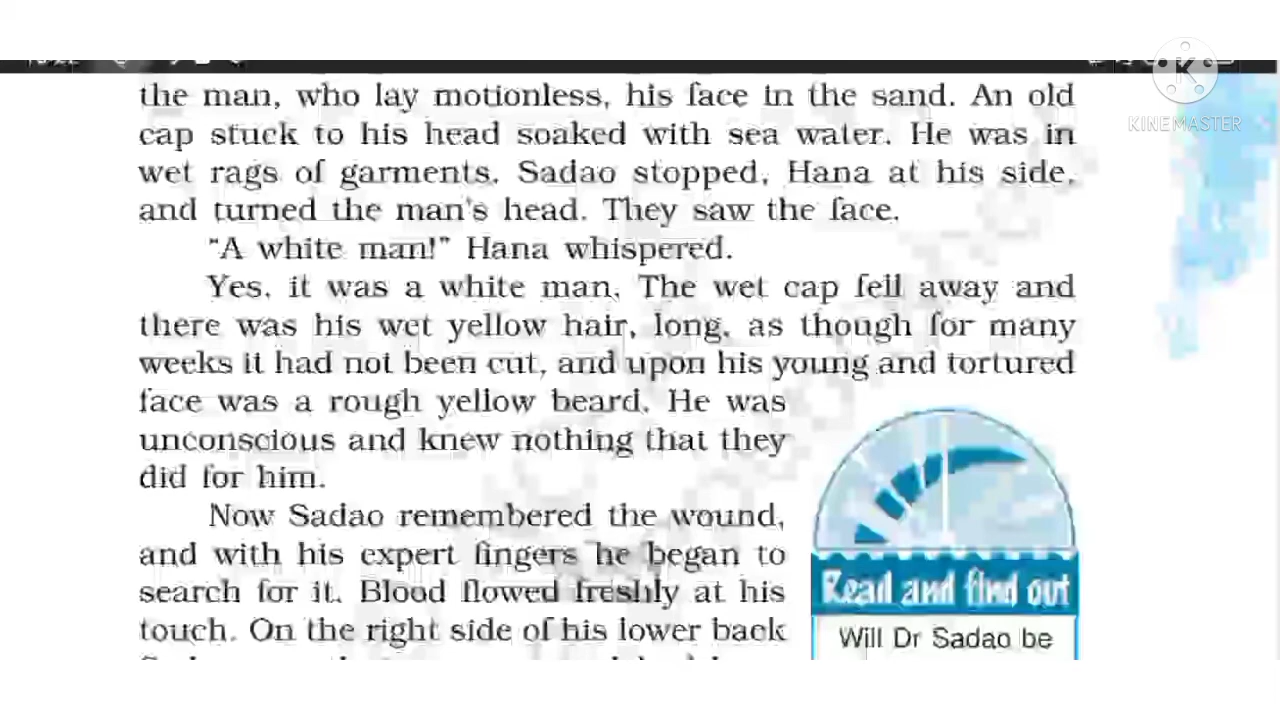 KINEMASTER
the man, who lay motionless, his face in the sand. An old
cap stuck to his head soaked with sea water. He was in
wet rags of garments. Sadao stopped, Hana at his side,
and turned the man's head. They saw the face.
“A white man!” Hana whispered.
Yes, it was a white man. The wet cap fell away and
there was his wet yellow hair, long, as though for many
weeks it had not been cut, and upon his young and tortured
face was a rough yellow beard. He was
unconscious and knew nothing that they
did for him.
Now Sadao remembered the wound,
and with his expert fingers he began to
search for it. Blood flowed freshly at his
touch. On the right side of his lower back
Read and find out
Will Dr Sadao be